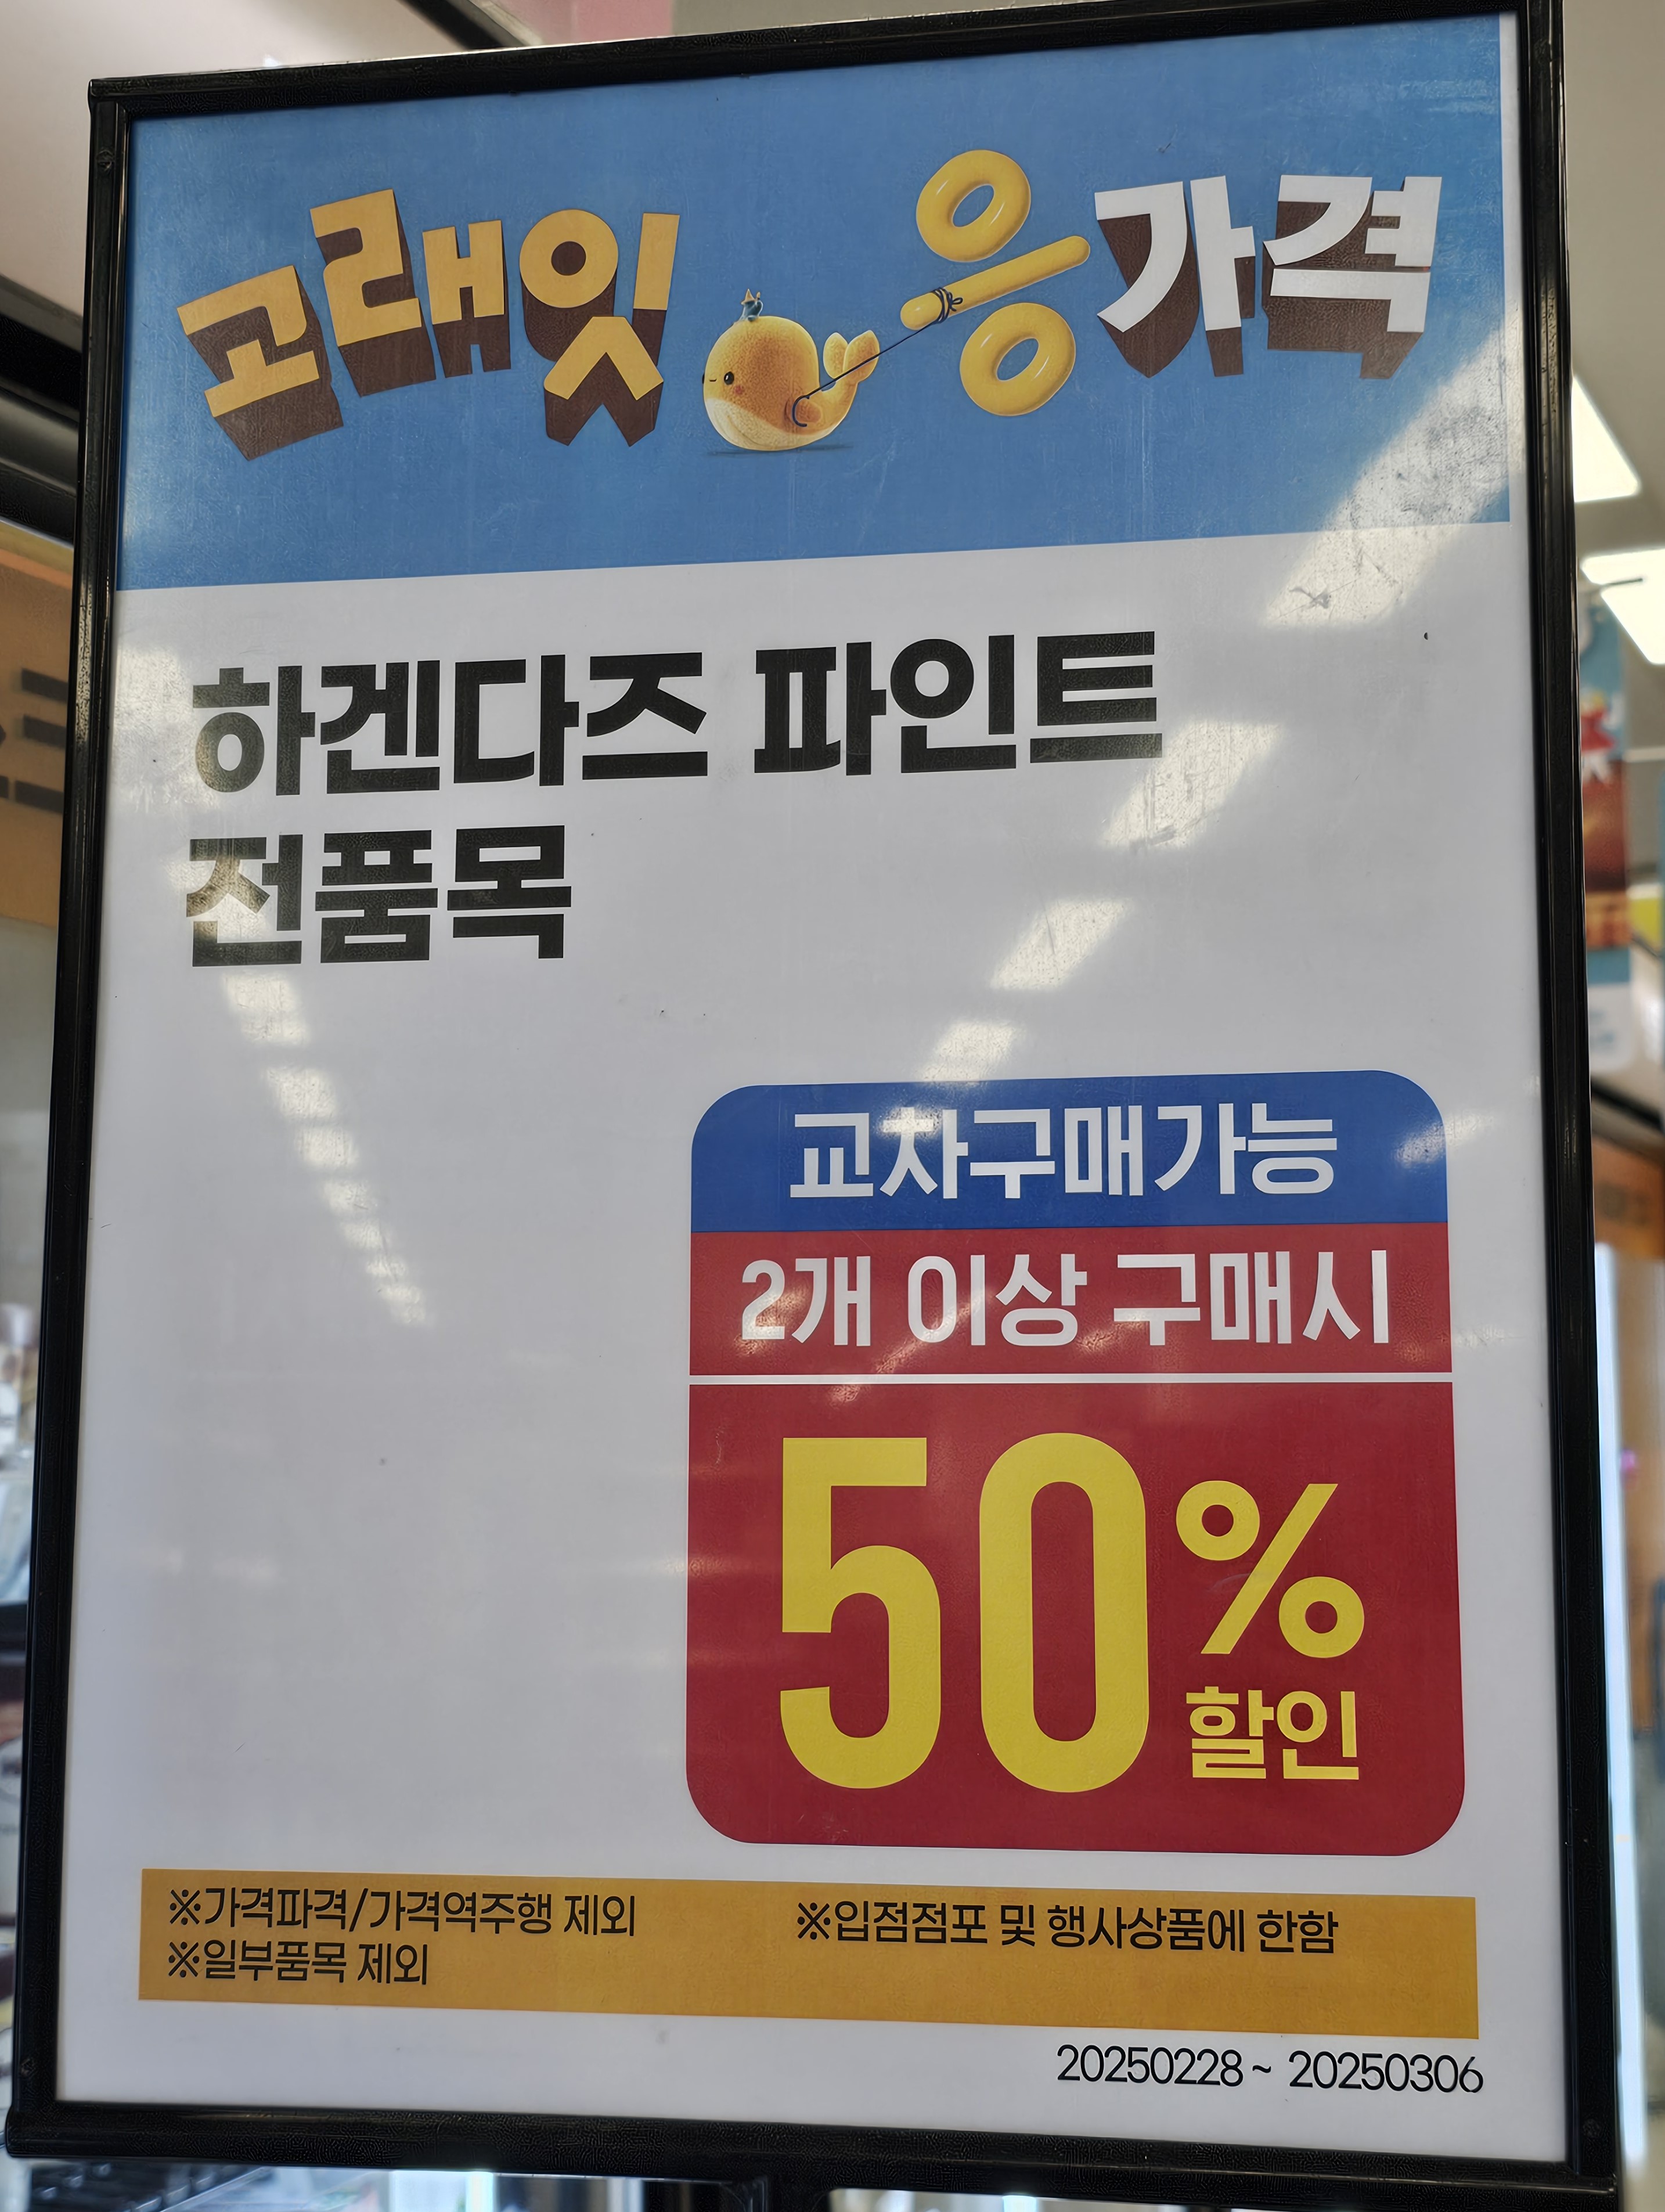 고래잇 응가격
하겐다즈 파인트
전품목
교차구매가능
2개 이상 구매시
50%
할인
※가격파격/가격역주행 제외
※일부품목 제외
※입점점포 및 행사상품에 한함
20250228~ 20250306